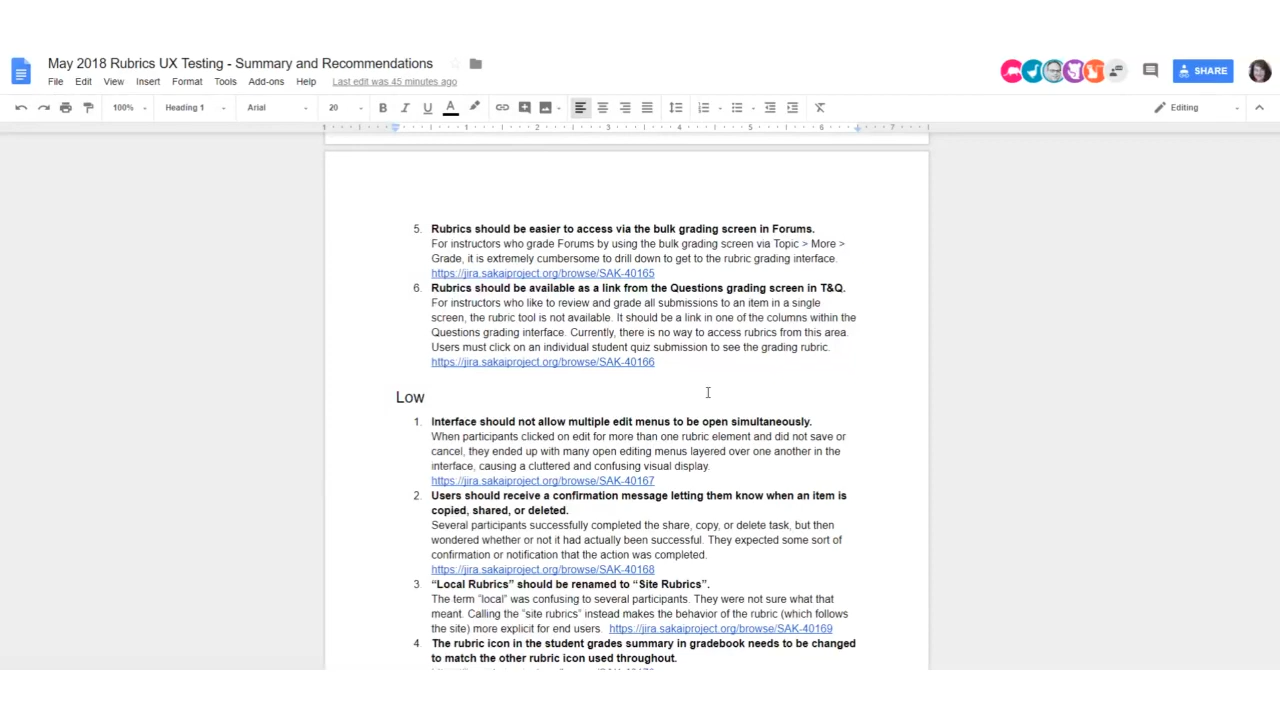 May 2018 Rubrics UX Testing - Summary and Recommendations
File Edit View Insert Format Tools Add-ons Help Last edit was 45 minutes ago
SHARE
100% Heading 1 Arial 20 B I U A Editing
1 1 2 3 4 5 6 7
5. Rubrics should be easier to access via the bulk grading screen in Forums.
For instructors who grade Forums by using the bulk grading screen via Topic > More >
Grade, it is extremely cumbersome to drill down to get to the rubric grading interface.
https://jira.sakaiproject.org/browse/SAK-40165
6. Rubrics should be available as a link from the Questions grading screen in T&Q.
For instructors who like to review and grade all submissions to an item in a single
screen, the rubric tool is not available. It should be a link in one of the columns within the
Questions grading interface. Currently, there is no way to access rubrics from this area.
Users must click on an individual student quiz submission to see the grading rubric.
https://jira.sakaiproject.org/browse/SAK-40166
Low
1. Interface should not allow multiple edit menus to be open simultaneously.
When participants clicked on edit for more than one rubric element and did not save or
cancel, they ended up with many open editing menus layered over one another in the
interface, causing a cluttered and confusing visual display.
https://jira.sakaiproject.org/browse/SAK-40167
2. Users should receive a confirmation message letting them know when an item is
copied, shared, or deleted.
Several participants successfully completed the share, copy, or delete task, but then
wondered whether or not it had actually been successful. They expected some sort of
confirmation or notification that the action was completed.
https://jira.sakaiproject.org/browse/SAK-40168
3. “Local Rubrics” should be renamed to “Site Rubrics”.
The term “local” was confusing to several participants. They were not sure what that
meant. Calling the “site rubrics” instead makes the behavior of the rubric (which follows
the site) more explicit for end users. https://jira.sakaiproject.org/browse/SAK-40169
4. The rubric icon in the student grades summary in gradebook needs to be changed
to match the other rubric icon used throughout.